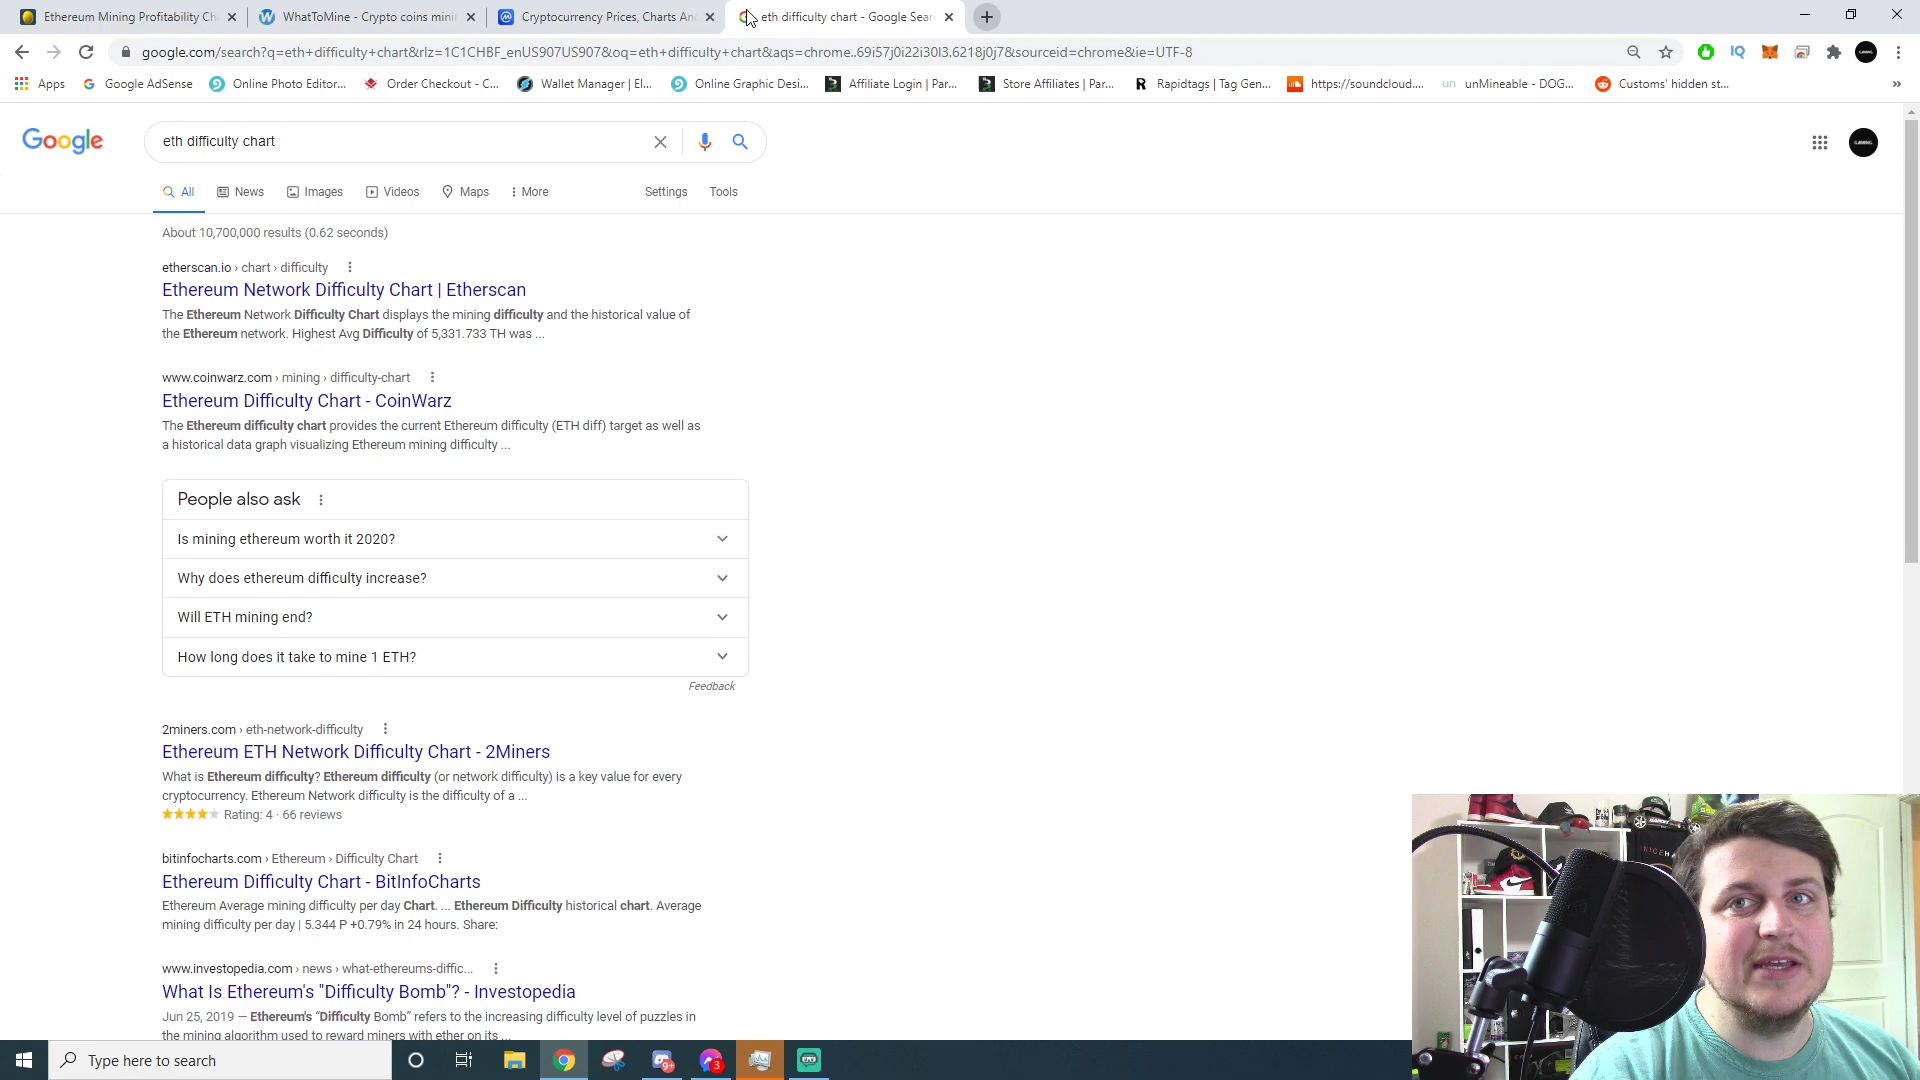 Ethereum Mining Profitability Ch
WhatToMine - Crypto coins mini
Cryptocurrency Prices, Charts An
eth difficulty chart - Google Sear
google.com/search?q=eth+difficulty+chart&rlz=1C1CHBF_enUS907US907&oq=eth+difficulty+chart&aqs=chrome..69i57j0i22i30l3.6218j0j7&sourceid=chrome&ie=UTF-8
Apps
Google AdSense
Online Photo Editor...
Order Checkout - C...
Wallet Manager | El...
Online Graphic Desi...
Affiliate Login | Par...
Store Affiliates | Par...
Rapidtags | Tag Gen...
https://soundcloud....
unMineable - DOG...
Customs' hidden st...
Google
eth difficulty chart
All
News
Images
Videos
Maps
More
Settings
Tools
About 10,700,000 results (0.62 seconds)
etherscan.io › chart › difficulty
Ethereum Network Difficulty Chart | Etherscan
The Ethereum Network Difficulty Chart displays the mining difficulty and the historical value of
the Ethereum network. Highest Avg Difficulty of 5,331.733 TH was ...
www.coinwarz.com › mining › difficulty-chart
Ethereum Difficulty Chart - CoinWarz
The Ethereum difficulty chart provides the current Ethereum difficulty (ETH diff) target as well as
a historical data graph visualizing Ethereum mining difficulty ...
People also ask
Is mining ethereum worth it 2020?
Why does ethereum difficulty increase?
Will ETH mining end?
How long does it take to mine 1 ETH?
Feedback
2miners.com › eth-network-difficulty
Ethereum ETH Network Difficulty Chart - 2Miners
What is Ethereum difficulty? Ethereum difficulty (or network difficulty) is a key value for every
cryptocurrency. Ethereum Network difficulty is the difficulty of a ...
Rating: 4 · 66 reviews
bitinfocharts.com › Ethereum › Difficulty Chart
Ethereum Difficulty Chart - BitInfoCharts
Ethereum Average mining difficulty per day Chart. ... Ethereum Difficulty historical chart. Average
mining difficulty per day | 5.344 P +0.79% in 24 hours. Share:
www.investopedia.com › news › what-ethereums-diffic...
What Is Ethereum's "Difficulty Bomb"? - Investopedia
Jun 25, 2019 — Ethereum's "Difficulty Bomb" refers to the increasing difficulty level of puzzles in
the mining algorithm used to reward miners with ether on its ...
Type here to search
9+
3